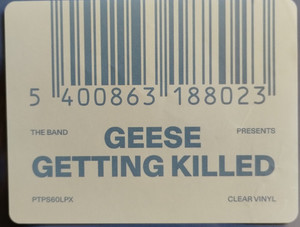 5 400863 188023
THE BAND PRESENTS
GEESE
GETTING KILLED
PTPS60LPX CLEAR VINYL